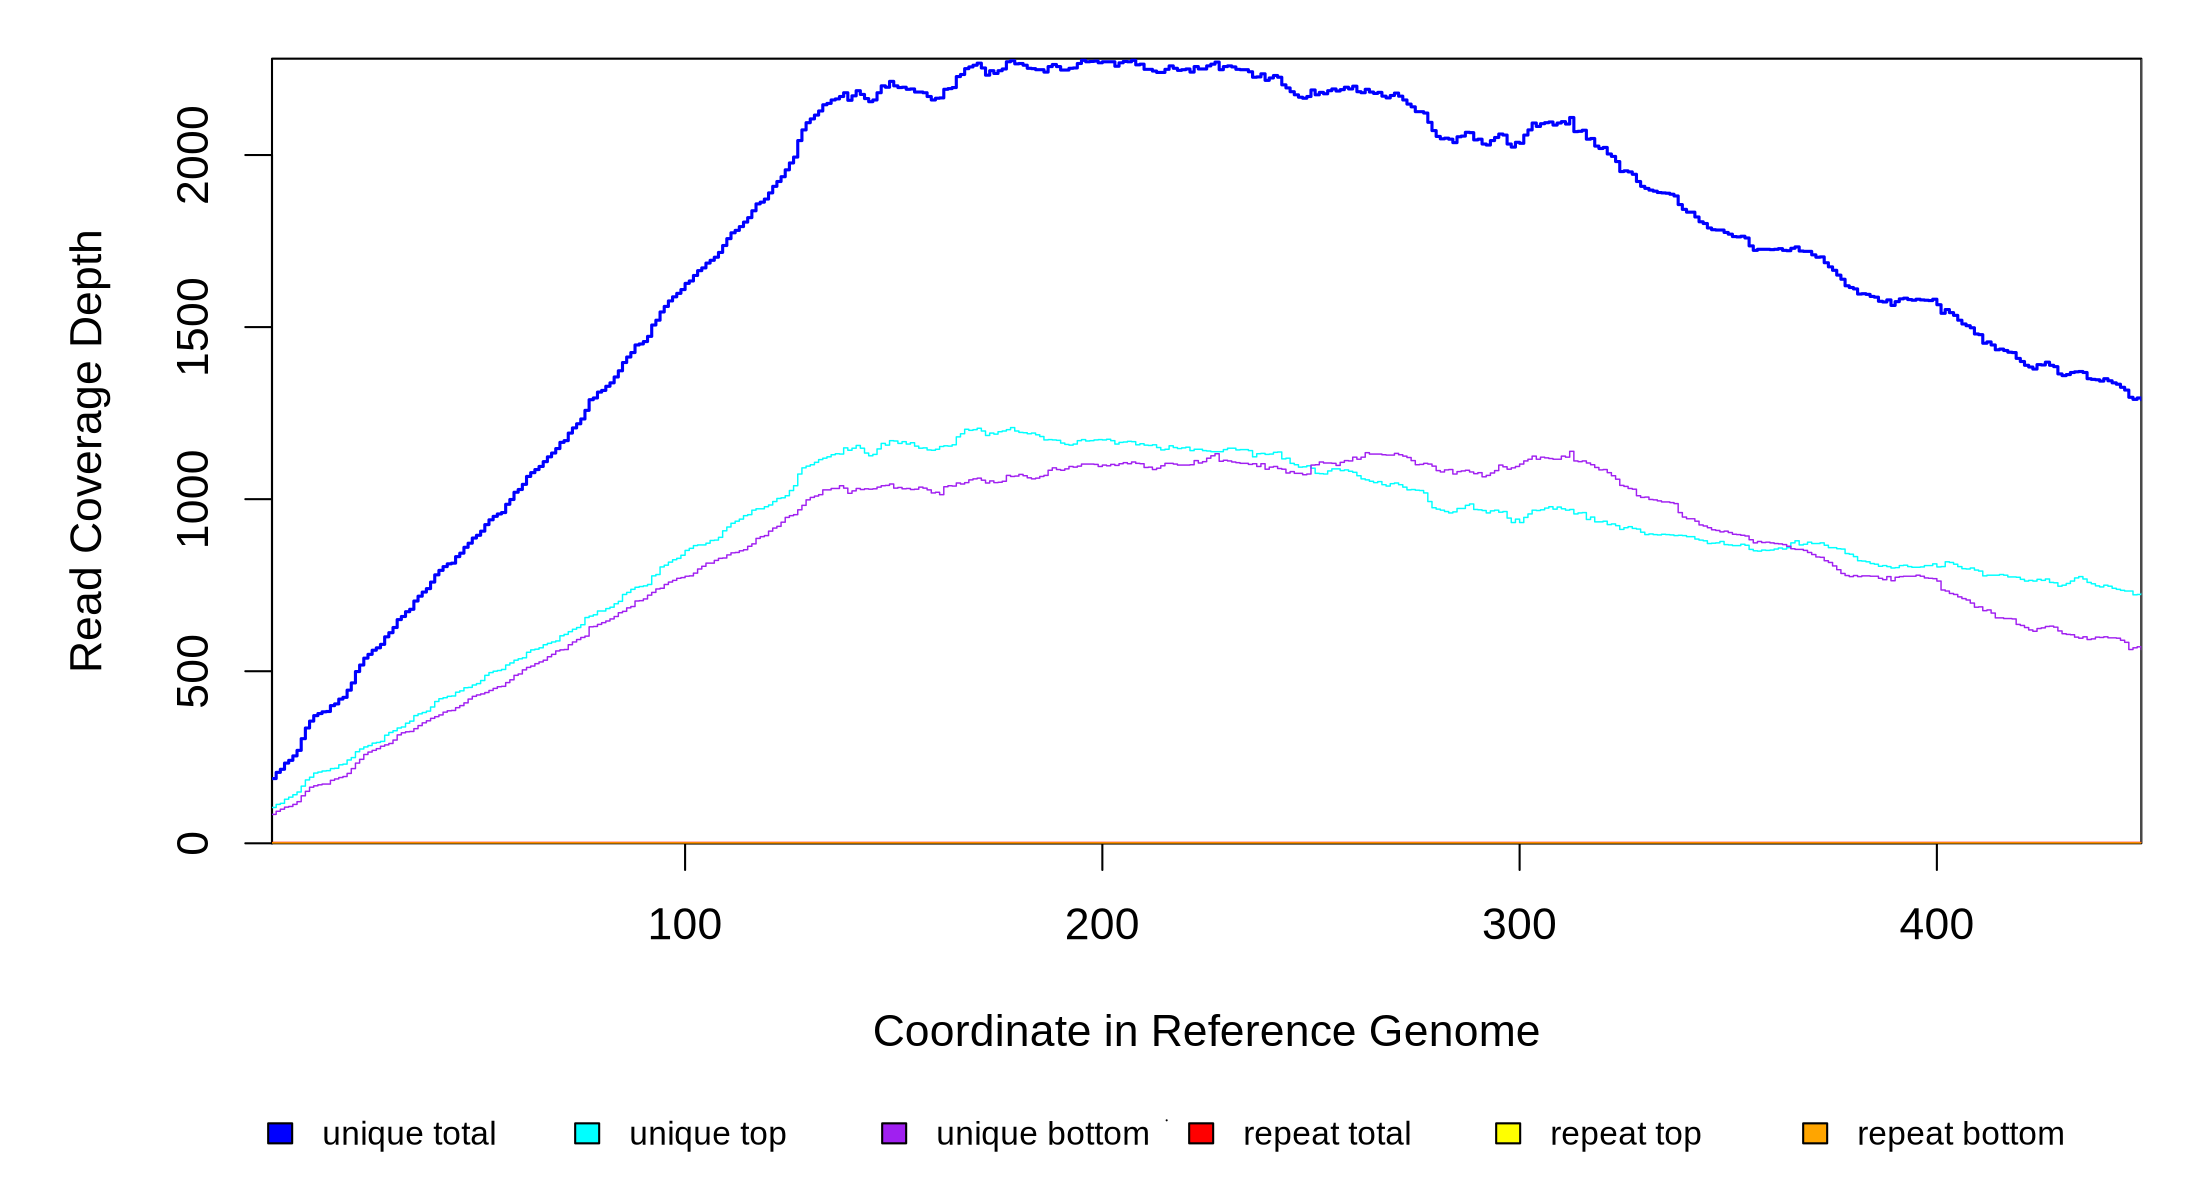 Read Coverage Depth
2000
1500
1000
500
0
100 200 300 400
Coordinate in Reference Genome
unique total unique top unique bottom repeat total repeat top repeat bottom